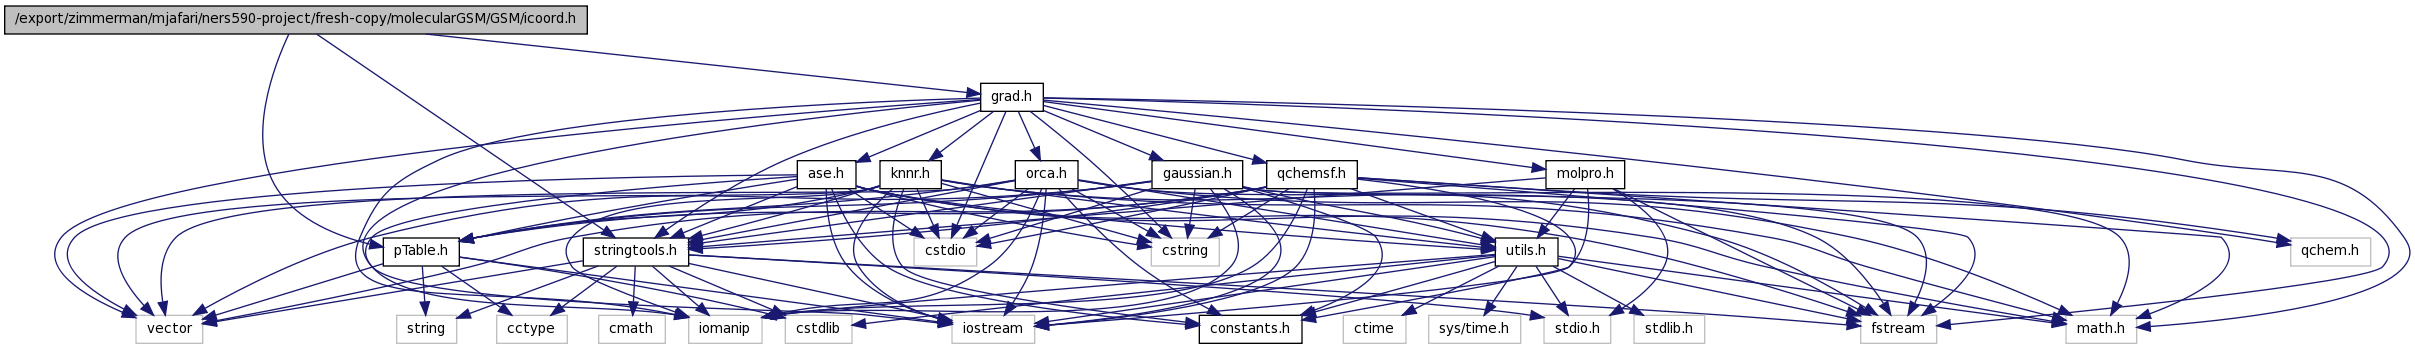 /export/zimmerman/mjafari/ners590-project/fresh-copy/molecularGSM/GSM/icoord.h
grad.h
ase.h
knnr.h
orca.h
gaussian.h
qchemsf.h
molpro.h
pTable.h
stringtools.h
cstdio
cstring
utils.h
qchem.h
vector
string
cctype
cmath
iomanip
cstdlib
iostream
constants.h
ctime
sys/time.h
stdio.h
stdlib.h
fstream
math.h